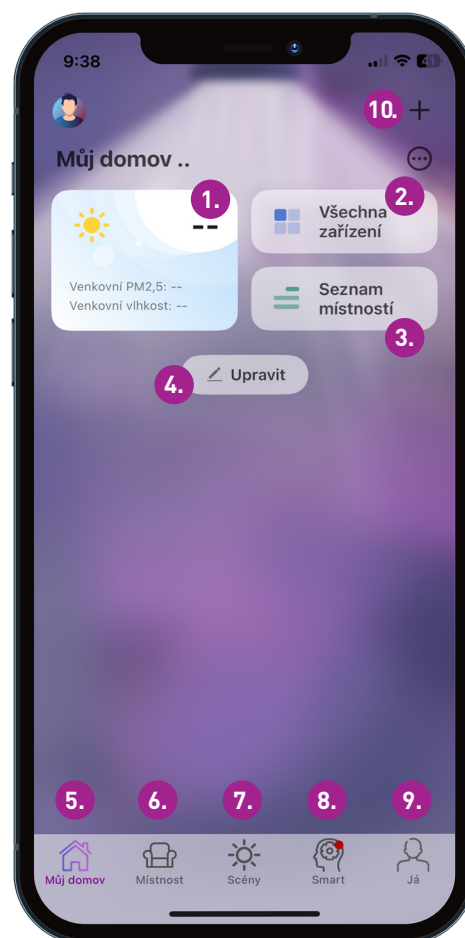 9:38
41
10.
Můj domov ..
1.
--
Venkovní PM2,5: --
Venkovní vlhkost: --
2.
Všechna
zařízení
Seznam
místností
3.
4.
Upravit
5.
6.
7.
8.
9.
Můj domov
Místnost
Scény
Smart
Já